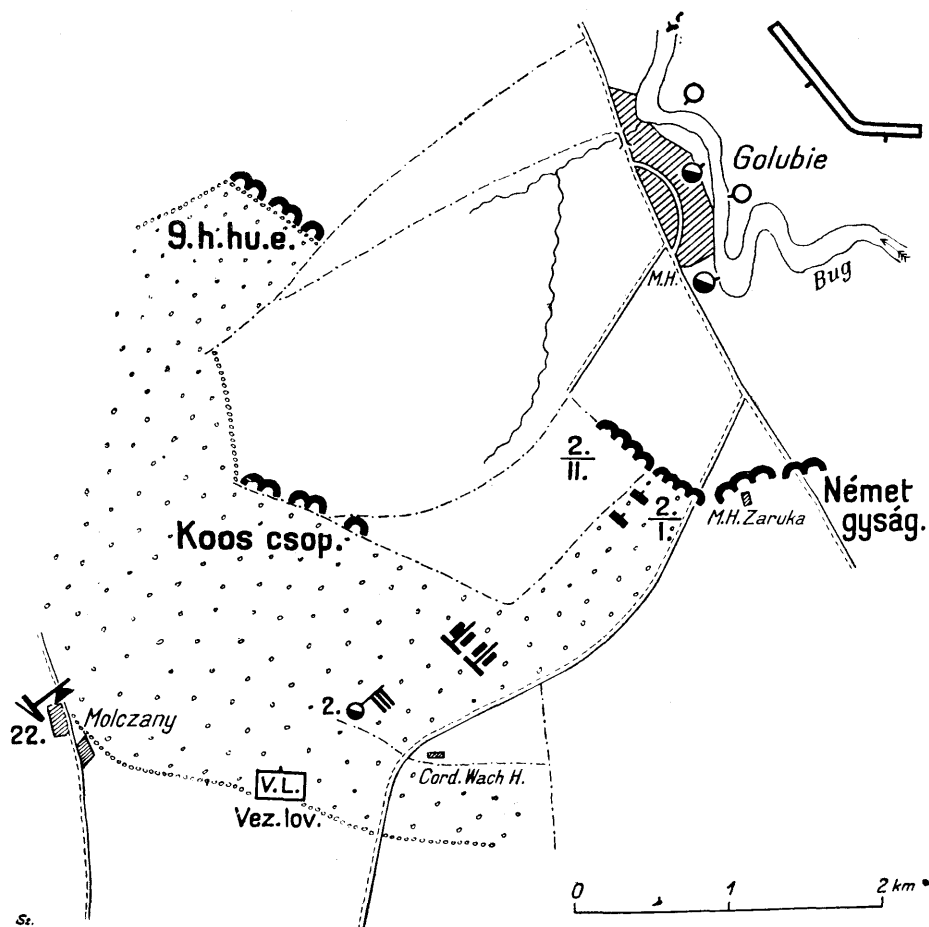 Golubie
Bug
9.h.hu.e.
M.H.
2.
II.
2.
I.
Német
gyság.
M.H. Zaruka
Koos csop.
2.
22.
Molczany
Cord. Wach H.
V.L.
Vez. lov.
0 1 2 km
Sz.